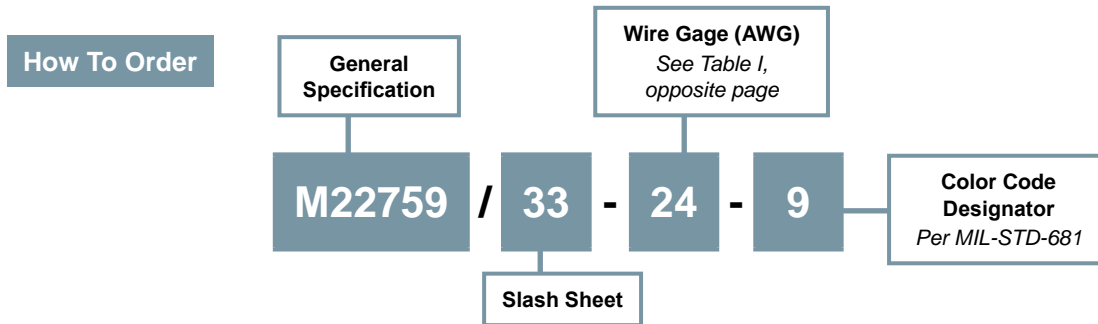 How To Order
General
Specification
Wire Gage (AWG)
See Table I,
opposite page
M22759 / 33 - 24 - 9
Color Code
Designator
Per MIL-STD-681
Slash Sheet